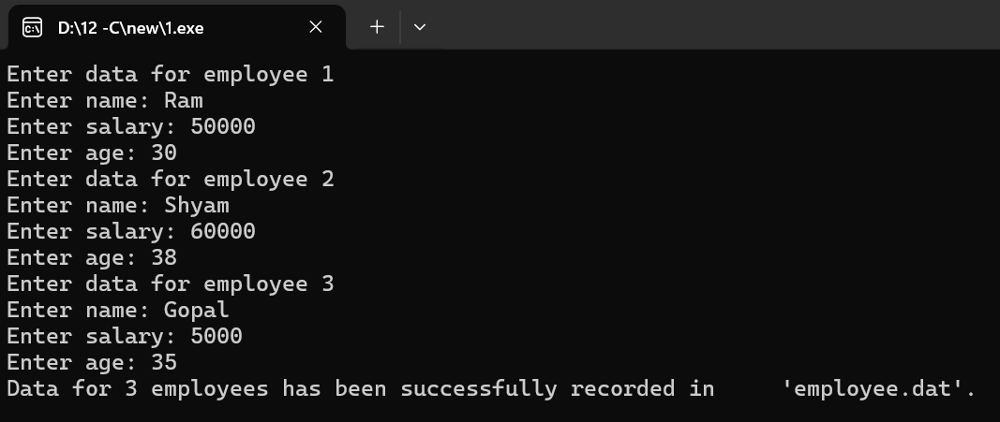 D:\12 -C\new\1.exe
Enter data for employee 1
Enter name: Ram
Enter salary: 50000
Enter age: 30
Enter data for employee 2
Enter name: Shyam
Enter salary: 60000
Enter age: 38
Enter data for employee 3
Enter name: Gopal
Enter salary: 5000
Enter age: 35
Data for 3 employees has been successfully recorded in     'employee.dat'.